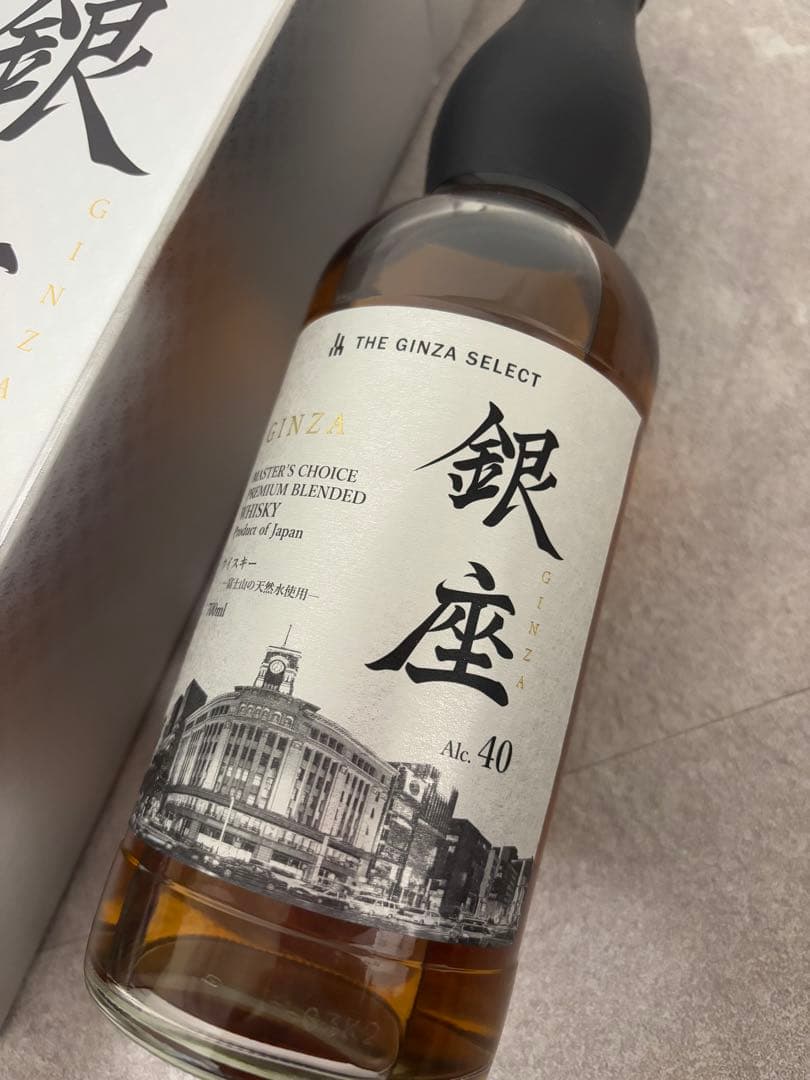 銀
GINZA
THE GINZA SELECT
GINZA
MASTER'S CHOICE
PREMIUM BLENDED
WHISKY
Product of Japan
ウイスキー
―富士山の天然水使用―
700ml
銀座
GINZA
Alc. 40